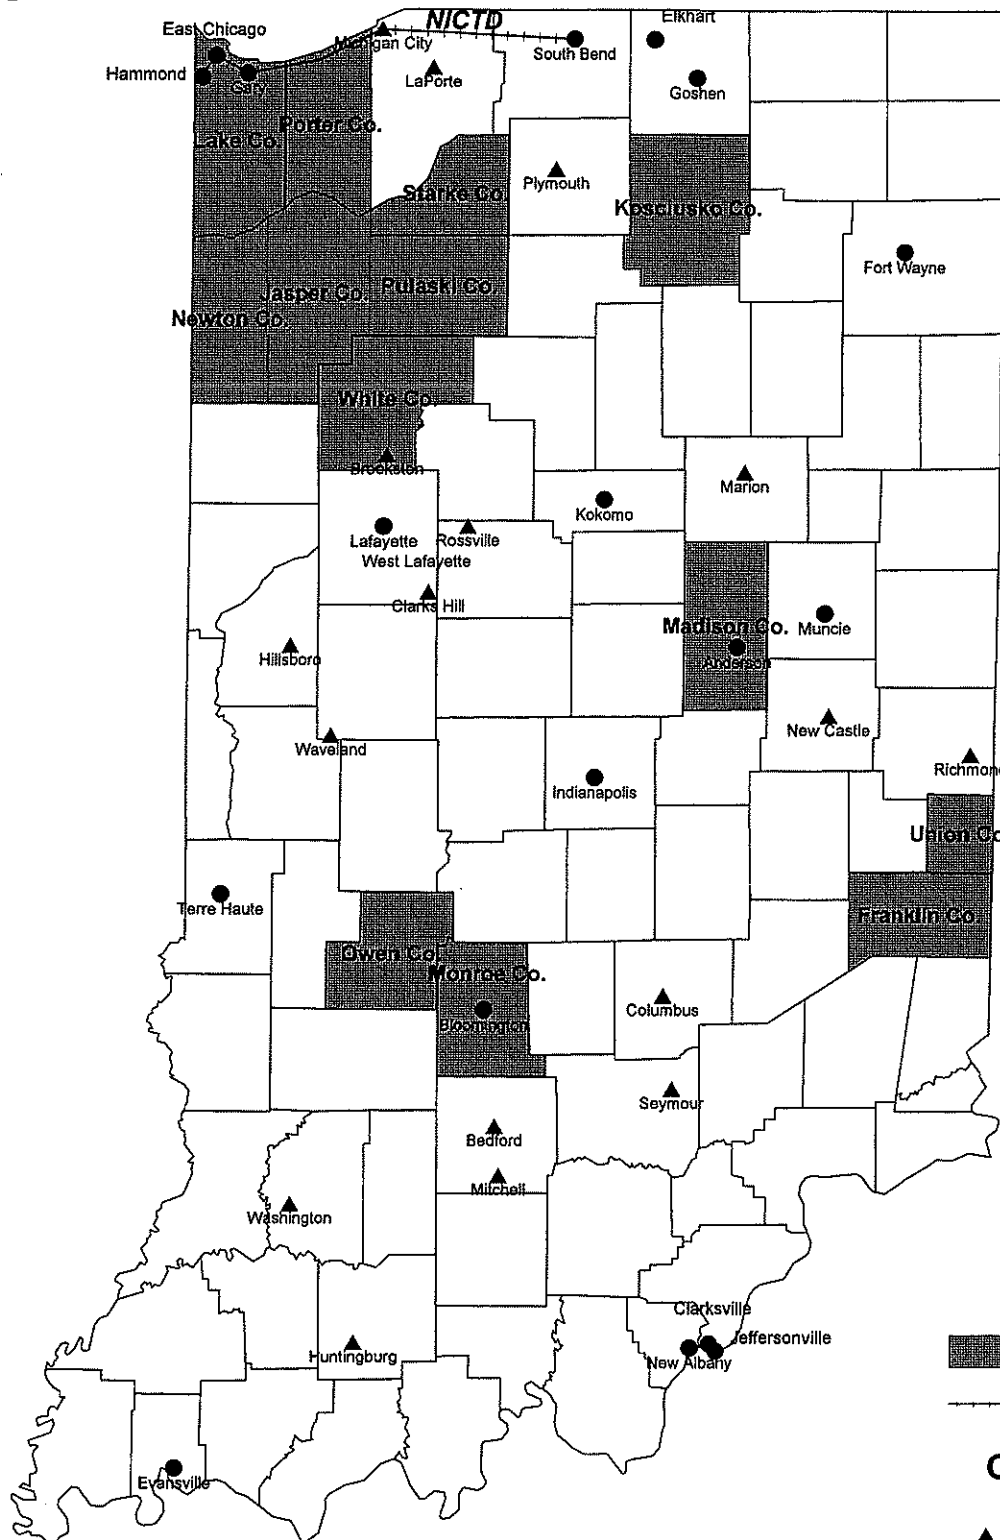 NICTD
Elkhart
East Chicago
Michigan City
South Bend
Hammond
LaPorte
Gary
Goshen
Porter Co.
Lake Co.
Plymouth
Starke Co.
Kosciusko Co.
Fort Wayne
Jasper Co.
Pulaski Co.
Newton Co.
White Co.
Brookston
Marion
Kokomo
Lafayette
Rossville
West Lafayette
Clarks Hill
Madison Co.
Muncie
Hillsboro
Anderson
New Castle
Waveland
Richmon
Indianapolis
Union Co
Terre Haute
Franklin Co.
Owen Co.
Monroe Co.
Columbus
Bloomington
Seymour
Bedford
Mitchell
Washington
Clarksville
Jeffersonville
Huntingburg
New Albany
Evansville
C